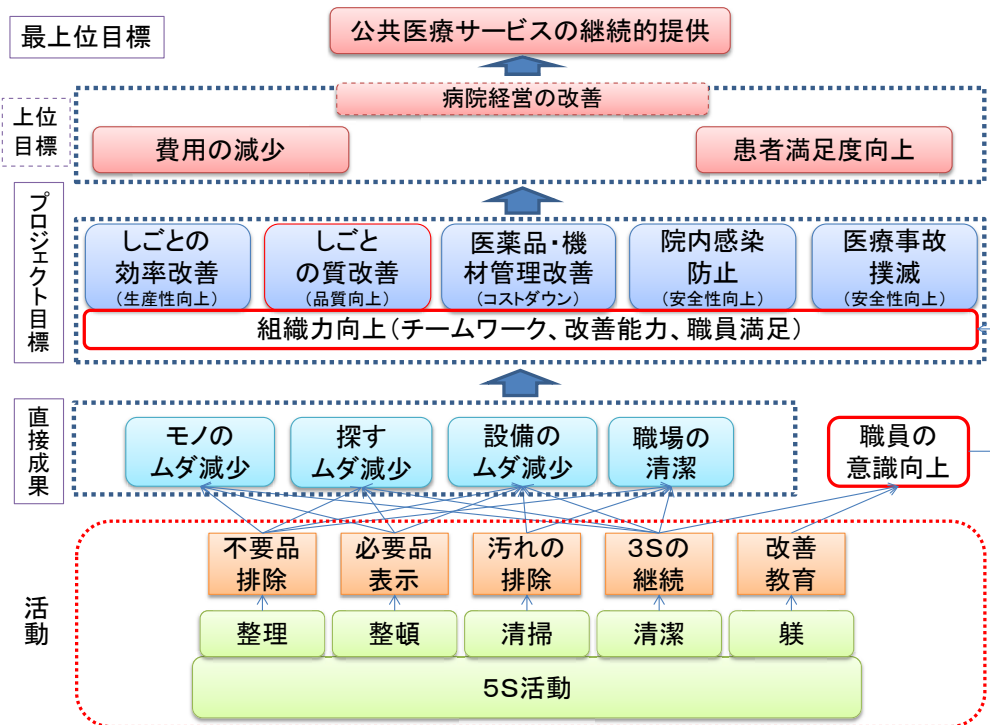 最上位目標
公共医療サービスの継続的提供
上位
目標
病院経営の改善
費用の減少
患者満足度向上
プロジェクト目標
しごとの
効率改善
（生産性向上）
しごと
の質改善
（品質向上）
医薬品・機
材管理改善
（コストダウン）
院内感染
防止
（安全性向上）
医療事故
撲滅
（安全性向上）
組織力向上（チームワーク、改善能力、職員満足）
直接成果
モノの
ムダ減少
探す
ムダ減少
設備の
ムダ減少
職場の
清潔
職員の
意識向上
活動
不要品
排除
必要品
表示
汚れの
排除
3Sの
継続
改善
教育
整理
整頓
清掃
清潔
躾
5S活動